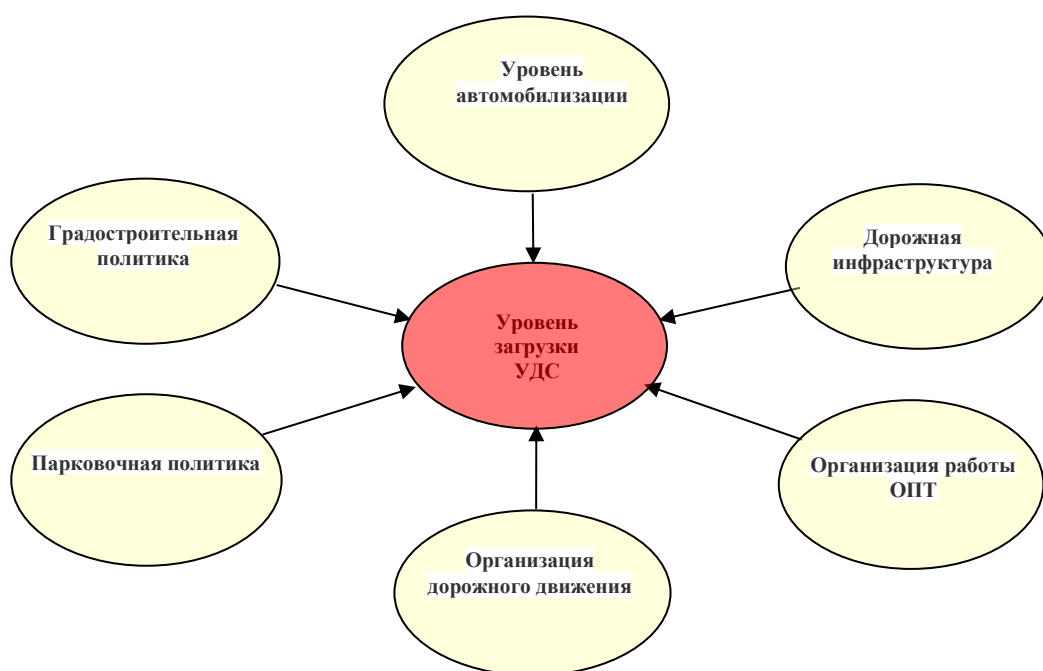 Уровень
автомобилизации
Градостроительная
политика
Дорожная
инфраструктура
Уровень
загрузки
УДС
Парковочная политика
Организация работы
ОПТ
Организация
дорожного движения